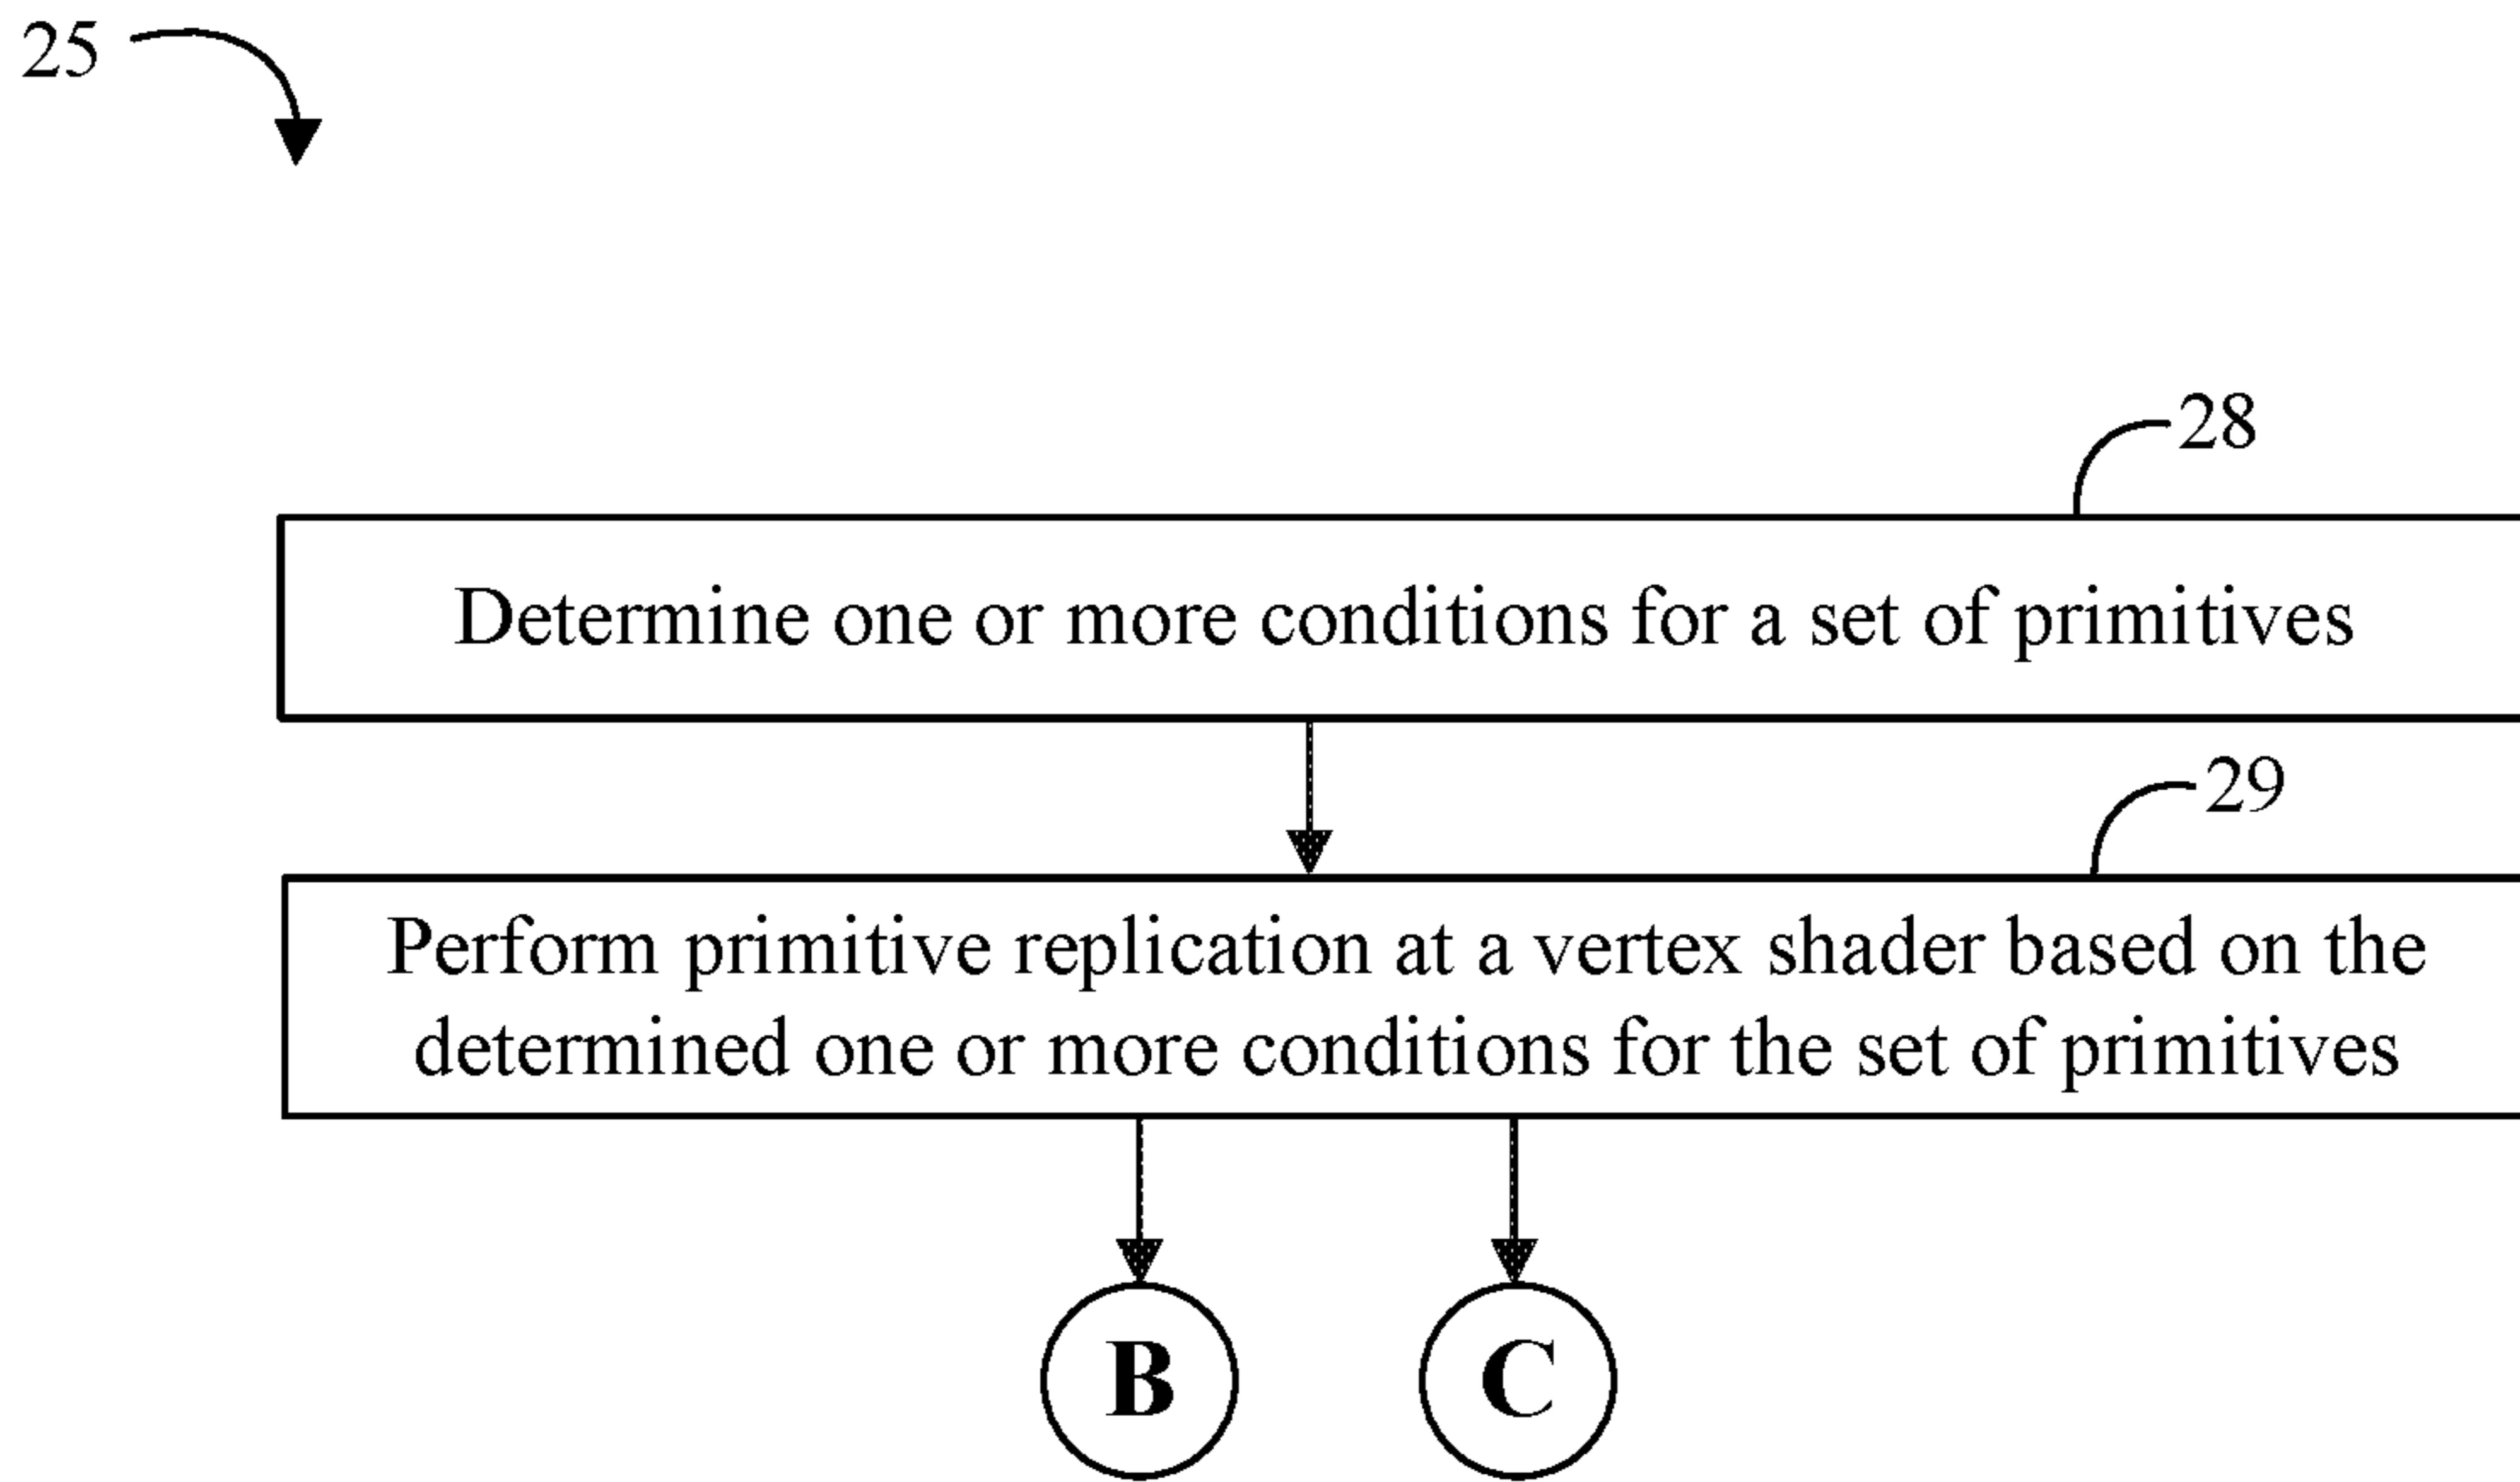 25
28
Determine one or more conditions for a set of primitives
29
Perform primitive replication at a vertex shader based on the
determined one or more conditions for the set of primitives
B
C